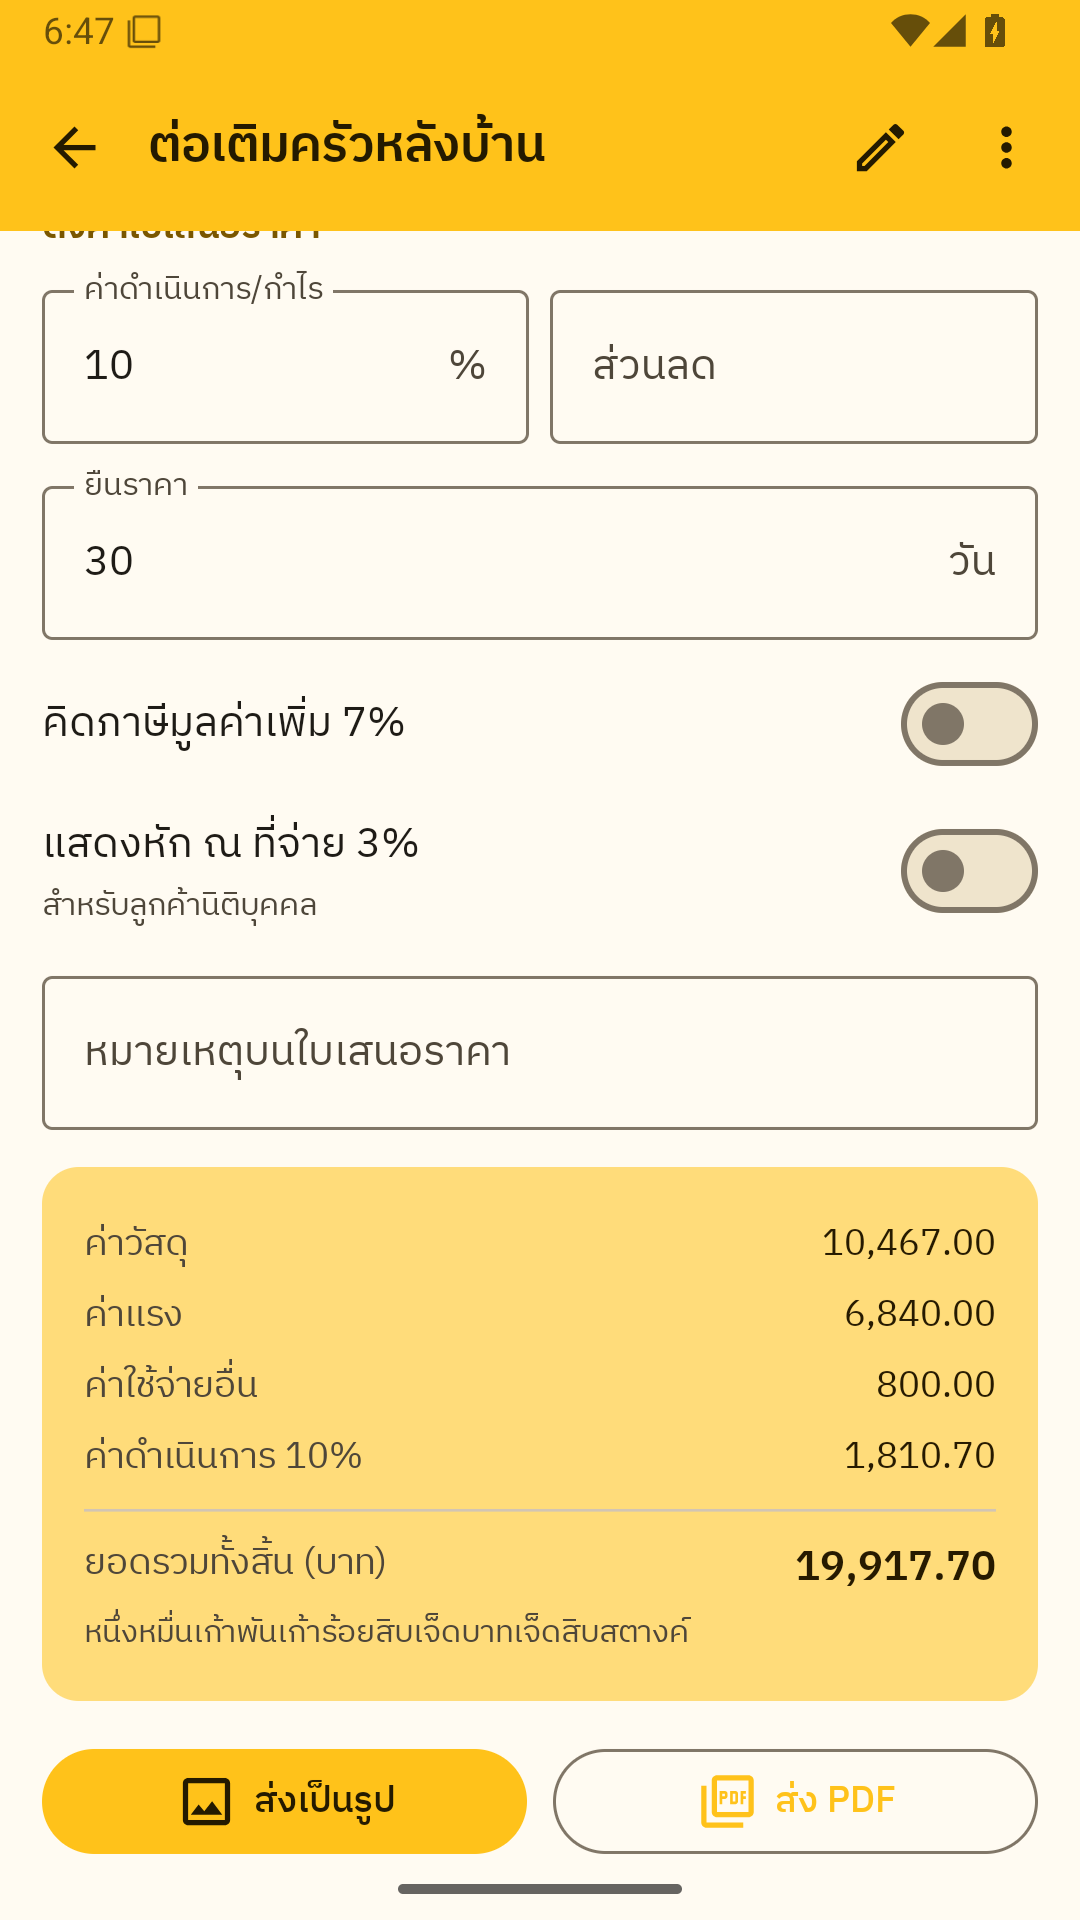 6:47
ต่อเติมครัวหลังบ้าน
ค่าดำเนินการ/กำไร
10 %
ส่วนลด
ยืนราคา
30 วัน
คิดภาษีมูลค่าเพิ่ม 7%
แสดงหัก ณ ที่จ่าย 3%
สำหรับลูกค้านิติบุคคล
หมายเหตุบนใบเสนอราคา
ค่าวัสดุ 10,467.00
ค่าแรง 6,840.00
ค่าใช้จ่ายอื่น 800.00
ค่าดำเนินการ 10% 1,810.70
ยอดรวมทั้งสิ้น (บาท) 19,917.70
หนึ่งหมื่นเก้าพันเก้าร้อยสิบเจ็ดบาทเจ็ดสิบสตางค์
ส่งเป็นรูป
PDF ส่ง PDF